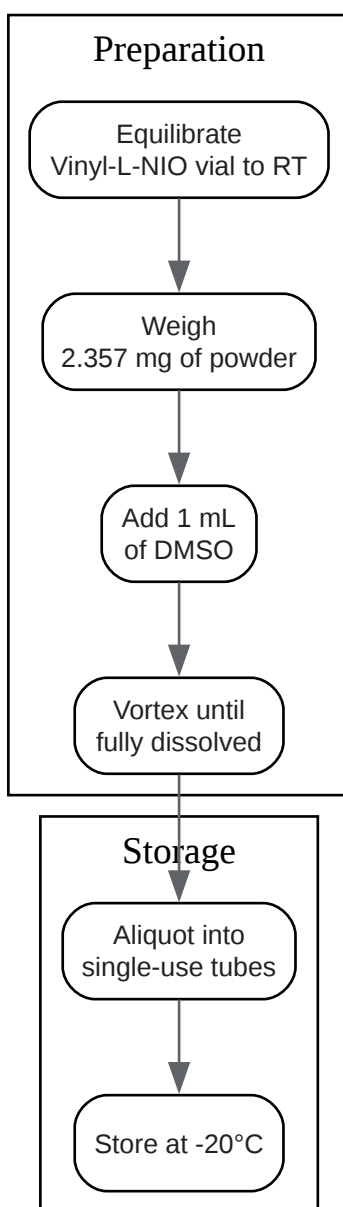 Preparation
Equilibrate
Vinyl-L-NIO vial to RT
Weigh
2.357 mg of powder
Add 1 mL
of DMSO
Vortex until
fully dissolved
Storage
Aliquot into
single-use tubes
Store at -20°C